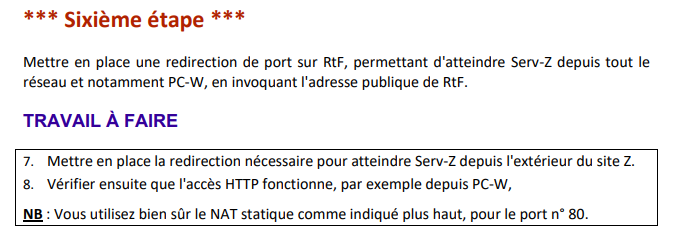 *** Sixième étape ***
Mettre en place une redirection de port sur RtF, permettant d'atteindre Serv-Z depuis tout le
réseau et notamment PC-W, en invoquant l'adresse publique de RtF.
TRAVAIL À FAIRE
7. Mettre en place la redirection nécessaire pour atteindre Serv-Z depuis l'extérieur du site Z.
8. Vérifier ensuite que l'accès HTTP fonctionne, par exemple depuis PC-W,
NB : Vous utilisez bien sûr le NAT statique comme indiqué plus haut, pour le port n° 80.